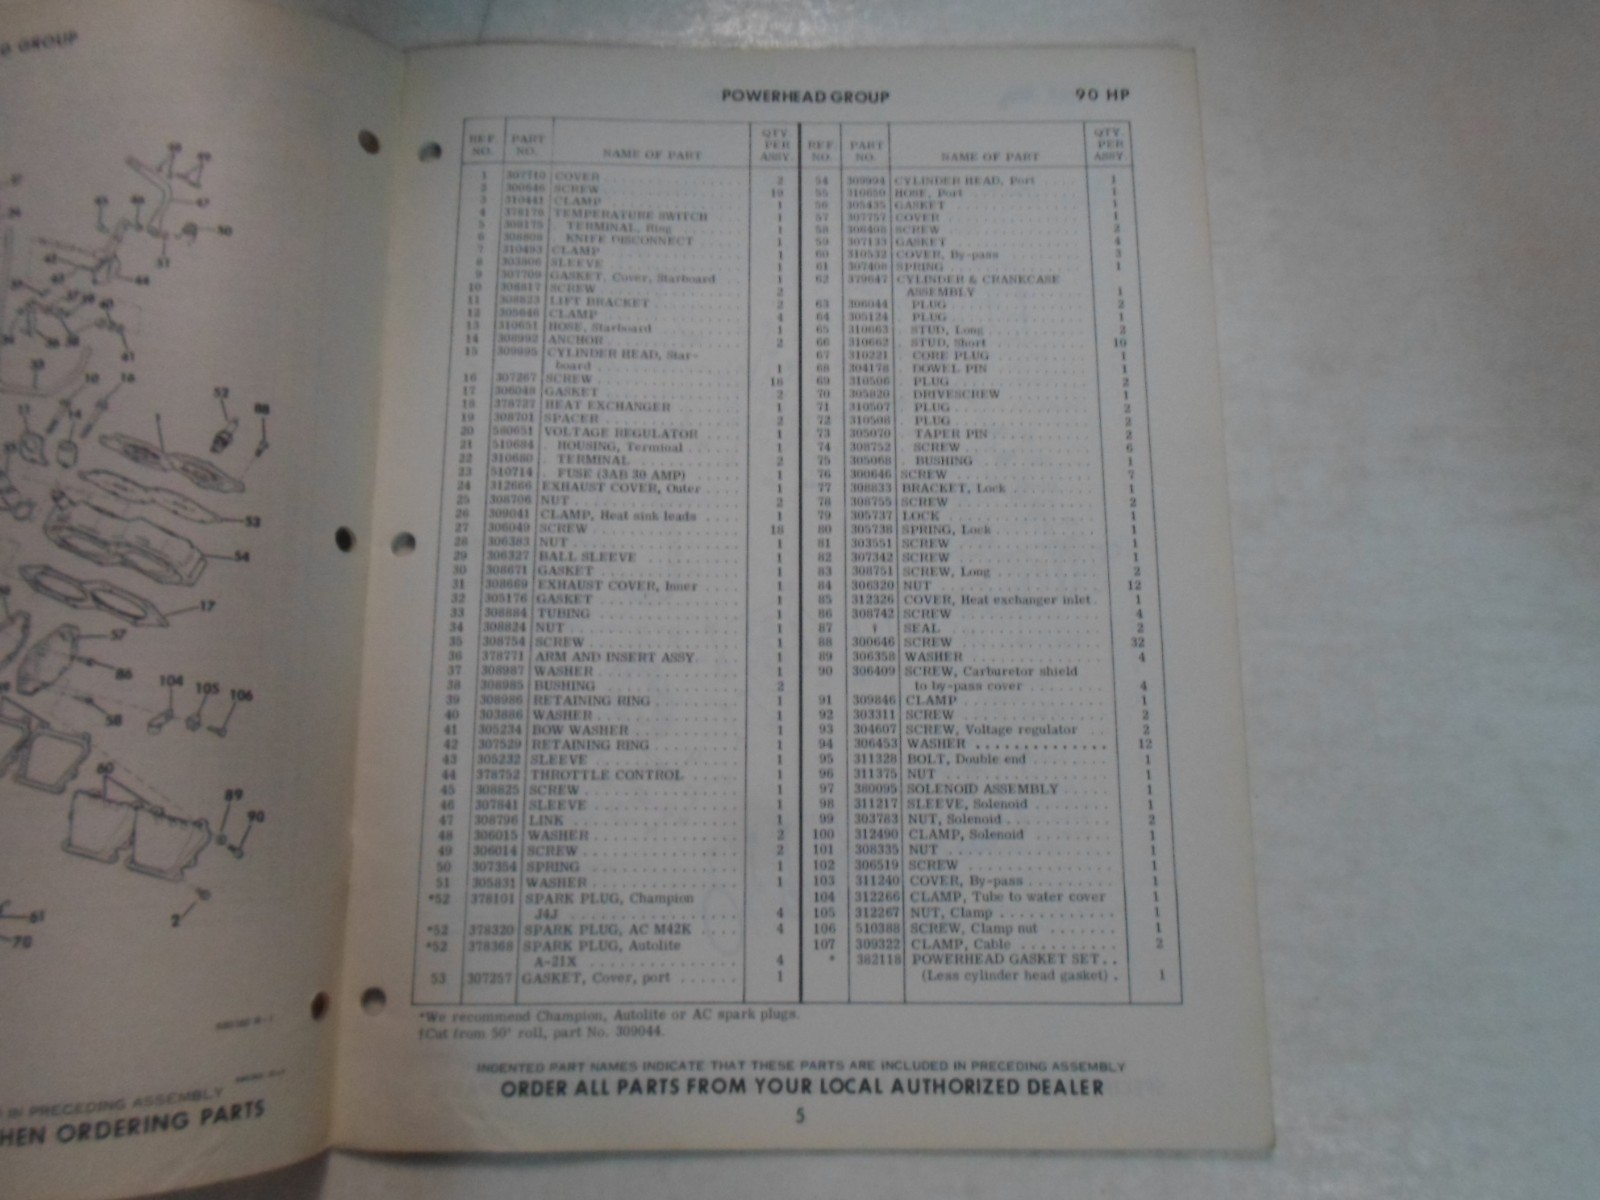 D GROUP
IN PRECEDING ASSEMBLY
HEN ORDERING PARTS
POWERHEAD GROUP 90 HP
REF. NO. PART NO. NAME OF PART QTY. PER ASSY.
1 307710 COVER 2
2 300646 SCREW 10
3 310441 CLAMP 1
4 378176 TEMPERATURE SWITCH 1
5 309175 TERMINAL, Ring 1
6 308808 KNIFE DISCONNECT 1
7 310493 CLAMP 1
8 303806 SLEEVE 1
9 307709 GASKET, Cover, Starboard 1
10 308817 SCREW 2
11 308823 LIFT BRACKET 2
12 305646 CLAMP 4
13 310651 HOSE, Starboard 1
14 308992 ANCHOR 2
15 309995 CYLINDER HEAD, Star-
board 1
16 307267 SCREW 16
17 306048 GASKET 2
18 378727 HEAT EXCHANGER 1
19 308701 SPACER 2
20 580651 VOLTAGE REGULATOR 1
21 510684 HOUSING, Terminal 1
22 310680 TERMINAL 2
23 510714 FUSE (3AB 30 AMP) 1
24 312686 EXHAUST COVER, Outer 1
25 308706 NUT 2
26 309041 CLAMP, Heat sink leads 1
27 306049 SCREW 18
28 306383 NUT 1
29 306327 BALL SLEEVE 1
30 308671 GASKET 1
31 308669 EXHAUST COVER, Inner 1
32 305176 GASKET 1
33 308884 TUBING 1
34 308824 NUT 1
35 308754 SCREW 1
36 378771 ARM AND INSERT ASSY. 1
37 308987 WASHER 1
38 308985 BUSHING 2
39 308986 RETAINING RING 1
40 303886 WASHER 1
41 305234 BOW WASHER 1
42 307529 RETAINING RING 1
43 305232 SLEEVE 1
44 378752 THROTTLE CONTROL 1
45 308825 SCREW 1
46 307841 SLEEVE 1
47 308796 LINK 1
48 306015 WASHER 2
49 306014 SCREW 2
50 307354 SPRING 1
51 305831 WASHER 1
*52 378101 SPARK PLUG, Champion
J4J 4
*52 378320 SPARK PLUG, AC M42K 4
*52 378368 SPARK PLUG, Autolite
A-21X 4
53 307257 GASKET, Cover, port 1
REF. NO. PART NO. NAME OF PART QTY. PER ASSY.
54 309994 CYLINDER HEAD, Port 1
55 310650 HOSE, Port 1
56 305435 GASKET 1
57 307757 COVER 1
58 306408 SCREW 2
59 307133 GASKET 4
60 310532 COVER, By-pass 3
61 307408 SPRING 1
62 379647 CYLINDER & CRANKCASE
ASSEMBLY 1
63 306044 PLUG 2
64 305124 PLUG 1
65 310663 STUD, Long 2
66 310662 STUD, Short 10
67 310221 CORE PLUG 1
68 304178 DOWEL PIN 1
69 310506 PLUG 2
70 305820 DRIVESCREW 1
71 310507 PLUG 2
72 310508 PLUG 2
73 305070 TAPER PIN 2
74 308752 SCREW 6
75 305068 BUSHING 1
76 300646 SCREW 7
77 308833 BRACKET, Lock 1
78 308755 SCREW 2
79 305737 LOCK 1
80 305738 SPRING, Lock 1
81 303551 SCREW 1
82 307342 SCREW 1
83 308751 SCREW, Long 2
84 306320 NUT 12
85 312326 COVER, Heat exchanger inlet 1
86 308742 SCREW 4
87 † SEAL 2
88 300646 SCREW 32
89 306358 WASHER 4
90 306409 SCREW, Carburetor shield
to by-pass cover 4
91 309846 CLAMP 1
92 303311 SCREW 2
93 304607 SCREW, Voltage regulator 2
94 306453 WASHER 12
95 311328 BOLT, Double end 1
96 311375 NUT 1
97 380095 SOLENOID ASSEMBLY 1
98 311217 SLEEVE, Solenoid 1
99 303783 NUT, Solenoid 2
100 312490 CLAMP, Solenoid 1
101 308335 NUT 1
102 306519 SCREW 1
103 311240 COVER, By-pass 1
104 312266 CLAMP, Tube to water cover 1
105 312267 NUT, Clamp 1
106 510388 SCREW, Clamp nut 1
107 309322 CLAMP, Cable 2
* 382118 POWERHEAD GASKET SET
(Less cylinder head gasket) 1
*We recommend Champion, Autolite or AC spark plugs.
†Cut from 50" roll, part No. 309044.
INDENTED PART NAMES INDICATE THAT THESE PARTS ARE INCLUDED IN PRECEDING ASSEMBLY
ORDER ALL PARTS FROM YOUR LOCAL AUTHORIZED DEALER
5